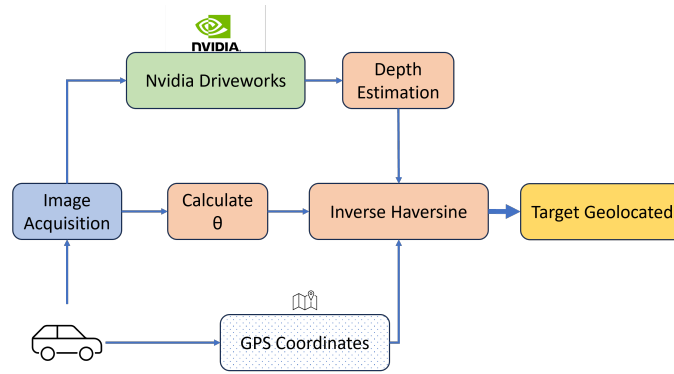 NVIDIA.
Nvidia Driveworks
Depth
Estimation
Image
Acquisition
Calculate
θ
Inverse Haversine
Target Geolocated
GPS Coordinates